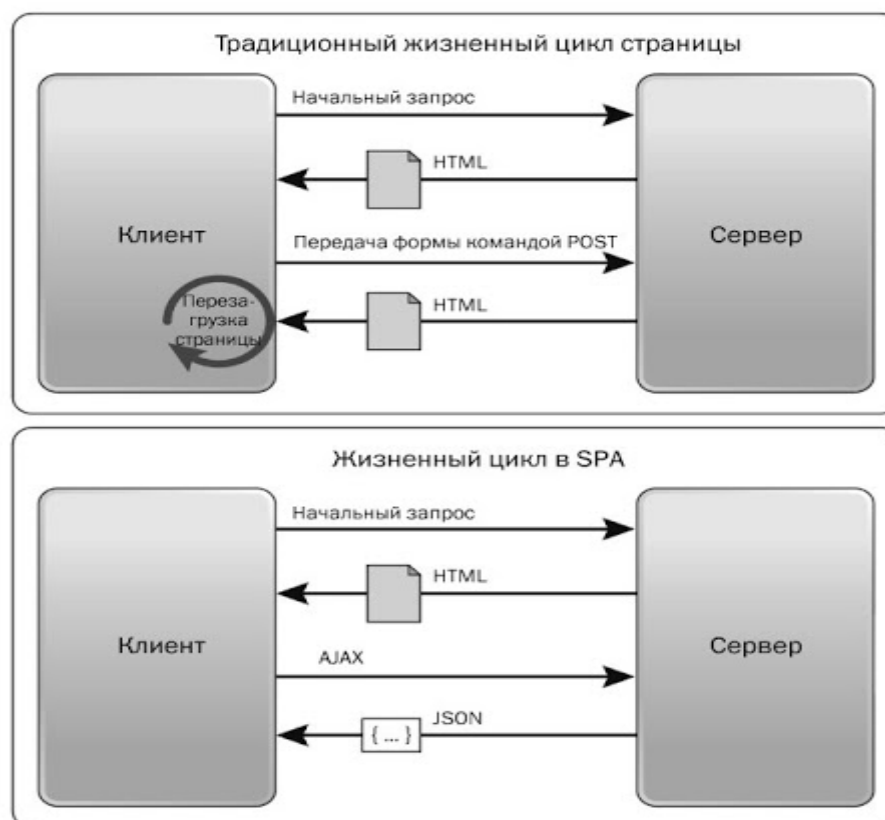 Традиционный жизненный цикл страницы
Начальный запрос
HTML
Клиент
Сервер
Передача формы командой POST
HTML
Переза-
грузка
страницы
Жизненный цикл в SPA
Начальный запрос
HTML
Клиент
Сервер
AJAX
JSON
{ ... }